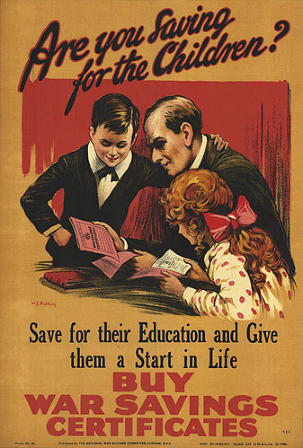 Are you Saving
for the Children?
Save for their Education and Give
them a Start in Life
BUY
WAR SAVINGS
CERTIFICATES